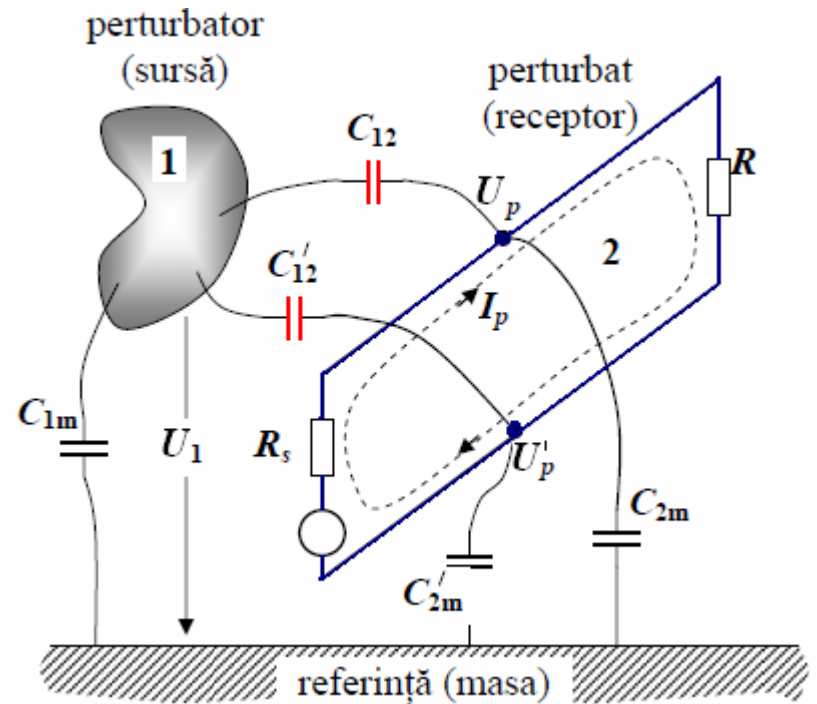 perturbator
(sursă)
perturbat
(receptor)
C12
1
R
Up
2
C'12
Ip
C1m
U1
Rs
U'p
C2m
C'2m
referință (masa)